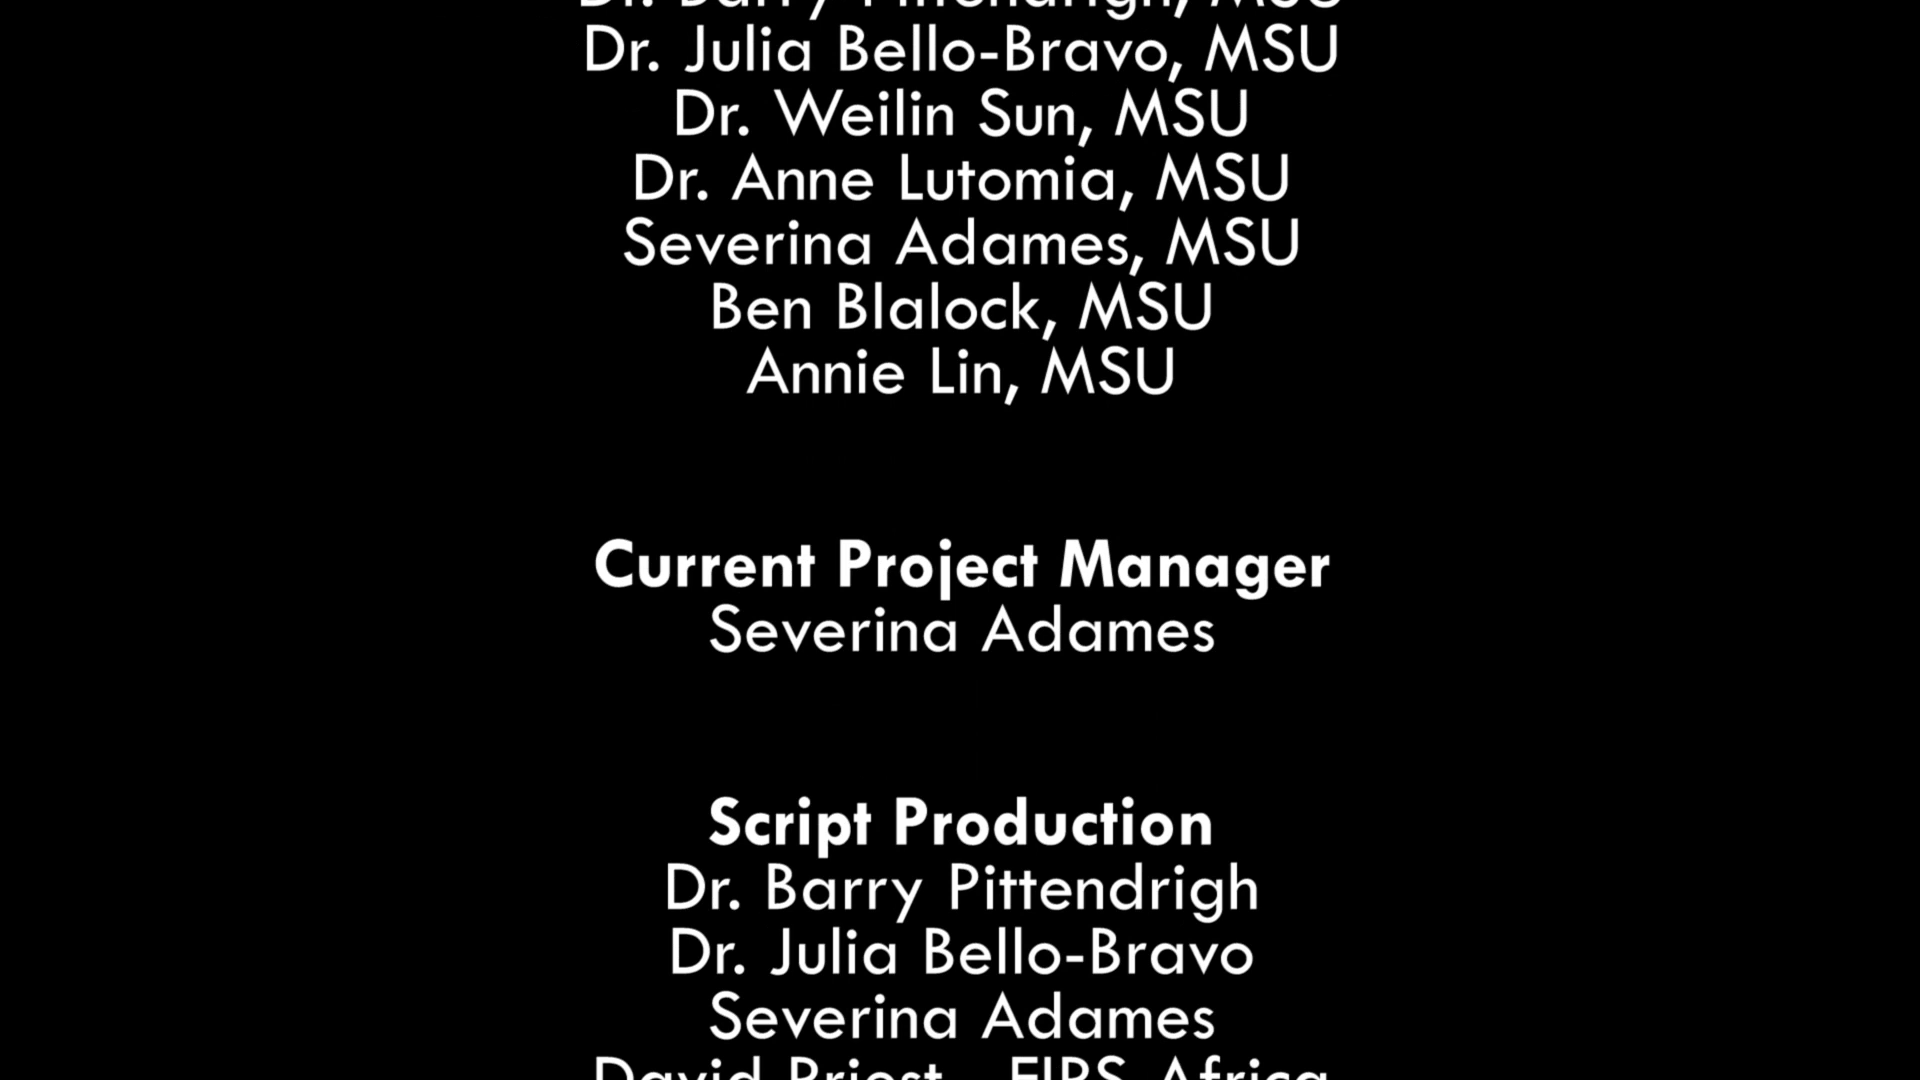 Dr. Barry Pittendrigh, MSU
Dr. Julia Bello-Bravo, MSU
Dr. Weilin Sun, MSU
Dr. Anne Lutomia, MSU
Severina Adames, MSU
Ben Blalock, MSU
Annie Lin, MSU
Current Project Manager
Severina Adames
Script Production
Dr. Barry Pittendrigh
Dr. Julia Bello-Bravo
Severina Adames
David Priest - FIPS Africa